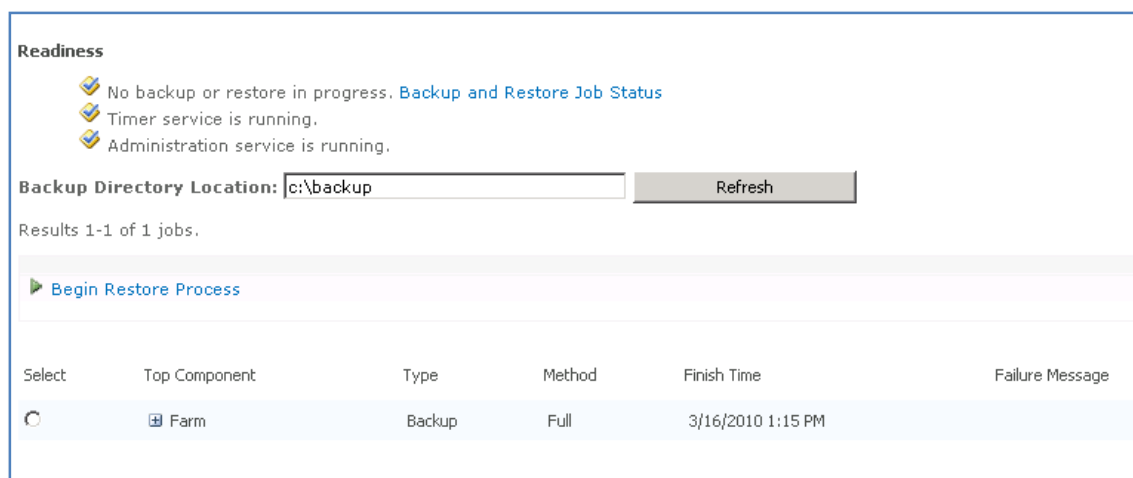 Readiness
No backup or restore in progress. Backup and Restore Job Status
Timer service is running.
Administration service is running.
Backup Directory Location: c:\backup Refresh
Results 1-1 of 1 jobs.
Begin Restore Process
Select Top Component Type Method Finish Time Failure Message
Farm Backup Full 3/16/2010 1:15 PM